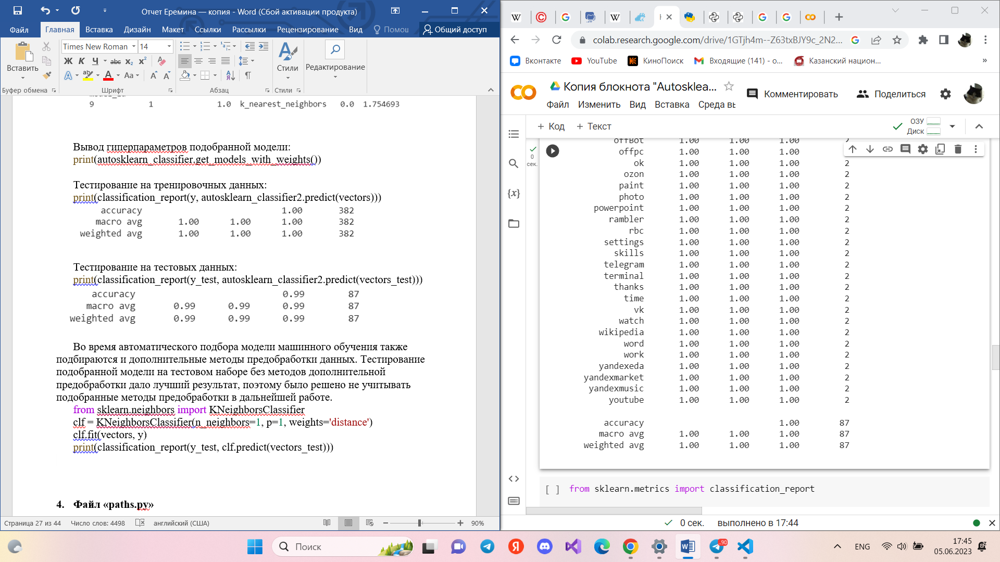 Отчет Еремина — копия - Word (Сбой активации продукта)
Файл Главная Вставка Дизайн Макет Ссылки Рассылки Рецензирование Вид Помощ Общий доступ
Times New Roman 14
Вставить
Ж К Ч abc x₂ x²
A aby A Aa A A
Стили
Редактирование
Буфер обмена Шрифт Абзац Стили
model_id
9 1 1.0 k_nearest_neighbors 0.0 1.754693
Вывод гиперпараметров подобранной модели:
print(autosklearn_classifier.get_models_with_weights())
Тестирование на тренировочных данных:
print(classification_report(y, autosklearn_classifier2.predict(vectors)))
accuracy 1.00 382
macro avg 1.00 1.00 1.00 382
weighted avg 1.00 1.00 1.00 382
Тестирование на тестовых данных:
print(classification_report(y_test, autosklearn_classifier2.predict(vectors_test)))
accuracy 0.99 87
macro avg 0.99 0.99 0.99 87
weighted avg 0.99 0.99 0.99 87
Во время автоматического подбора модели машинного обучения также
подбираются и дополнительные методы предобработки данных. Тестирование
подобранной модели на тестовом наборе без методов дополнительной
предобработки дало лучший результат, поэтому было решено не учитывать
подобранные методы предобработки в дальнейшей работе.
from sklearn.neighbors import KNeighborsClassifier
clf = KNeighborsClassifier(n_neighbors=1, p=1, weights='distance')
clf.fit(vectors, y)
print(classification_report(y_test, clf.predict(vectors_test)))
4. Файл «paths.py»
Страница 27 из 44 Число слов: 4498 английский (США) 90%
colab.research.google.com/drive/1GTjh4m--Z63txBJY9c_2N2...
Вконтакте YouTube КиноПоиск Входящие (141) - o... Казанский национ... »
Копия блокнота "Autosklea...
Комментировать Поделиться
Файл Изменить Вид Вставка Среда вы
+ Код + Текст
ОЗУ
Диск
0
сек.
{x}
offBot 1.00 1.00 1.00 2
offpc 1.00 1.00 1.00
ok 1.00 1.00 1.00 2
ozon 1.00 1.00 1.00 2
paint 1.00 1.00 1.00 2
photo 1.00 1.00 1.00 2
powerpoint 1.00 1.00 1.00 2
rambler 1.00 1.00 1.00 2
rbc 1.00 1.00 1.00 2
settings 1.00 1.00 1.00 2
skills 1.00 1.00 1.00 2
telegram 1.00 1.00 1.00 2
terminal 1.00 1.00 1.00 2
thanks 1.00 1.00 1.00 2
time 1.00 1.00 1.00 2
vk 1.00 1.00 1.00 2
watch 1.00 1.00 1.00 2
wikipedia 1.00 1.00 1.00 2
word 1.00 1.00 1.00 2
work 1.00 1.00 1.00 2
yandexeda 1.00 1.00 1.00 2
yandexmarket 1.00 1.00 1.00 2
yandexmusic 1.00 1.00 1.00 2
youtube 1.00 1.00 1.00 2
accuracy 1.00 87
macro avg 1.00 1.00 1.00 87
weighted avg 1.00 1.00 1.00 87
[ ] from sklearn.metrics import classification_report
0 сек. выполнено в 17:44
Поиск
90
ENG
17:45
05.06.2023